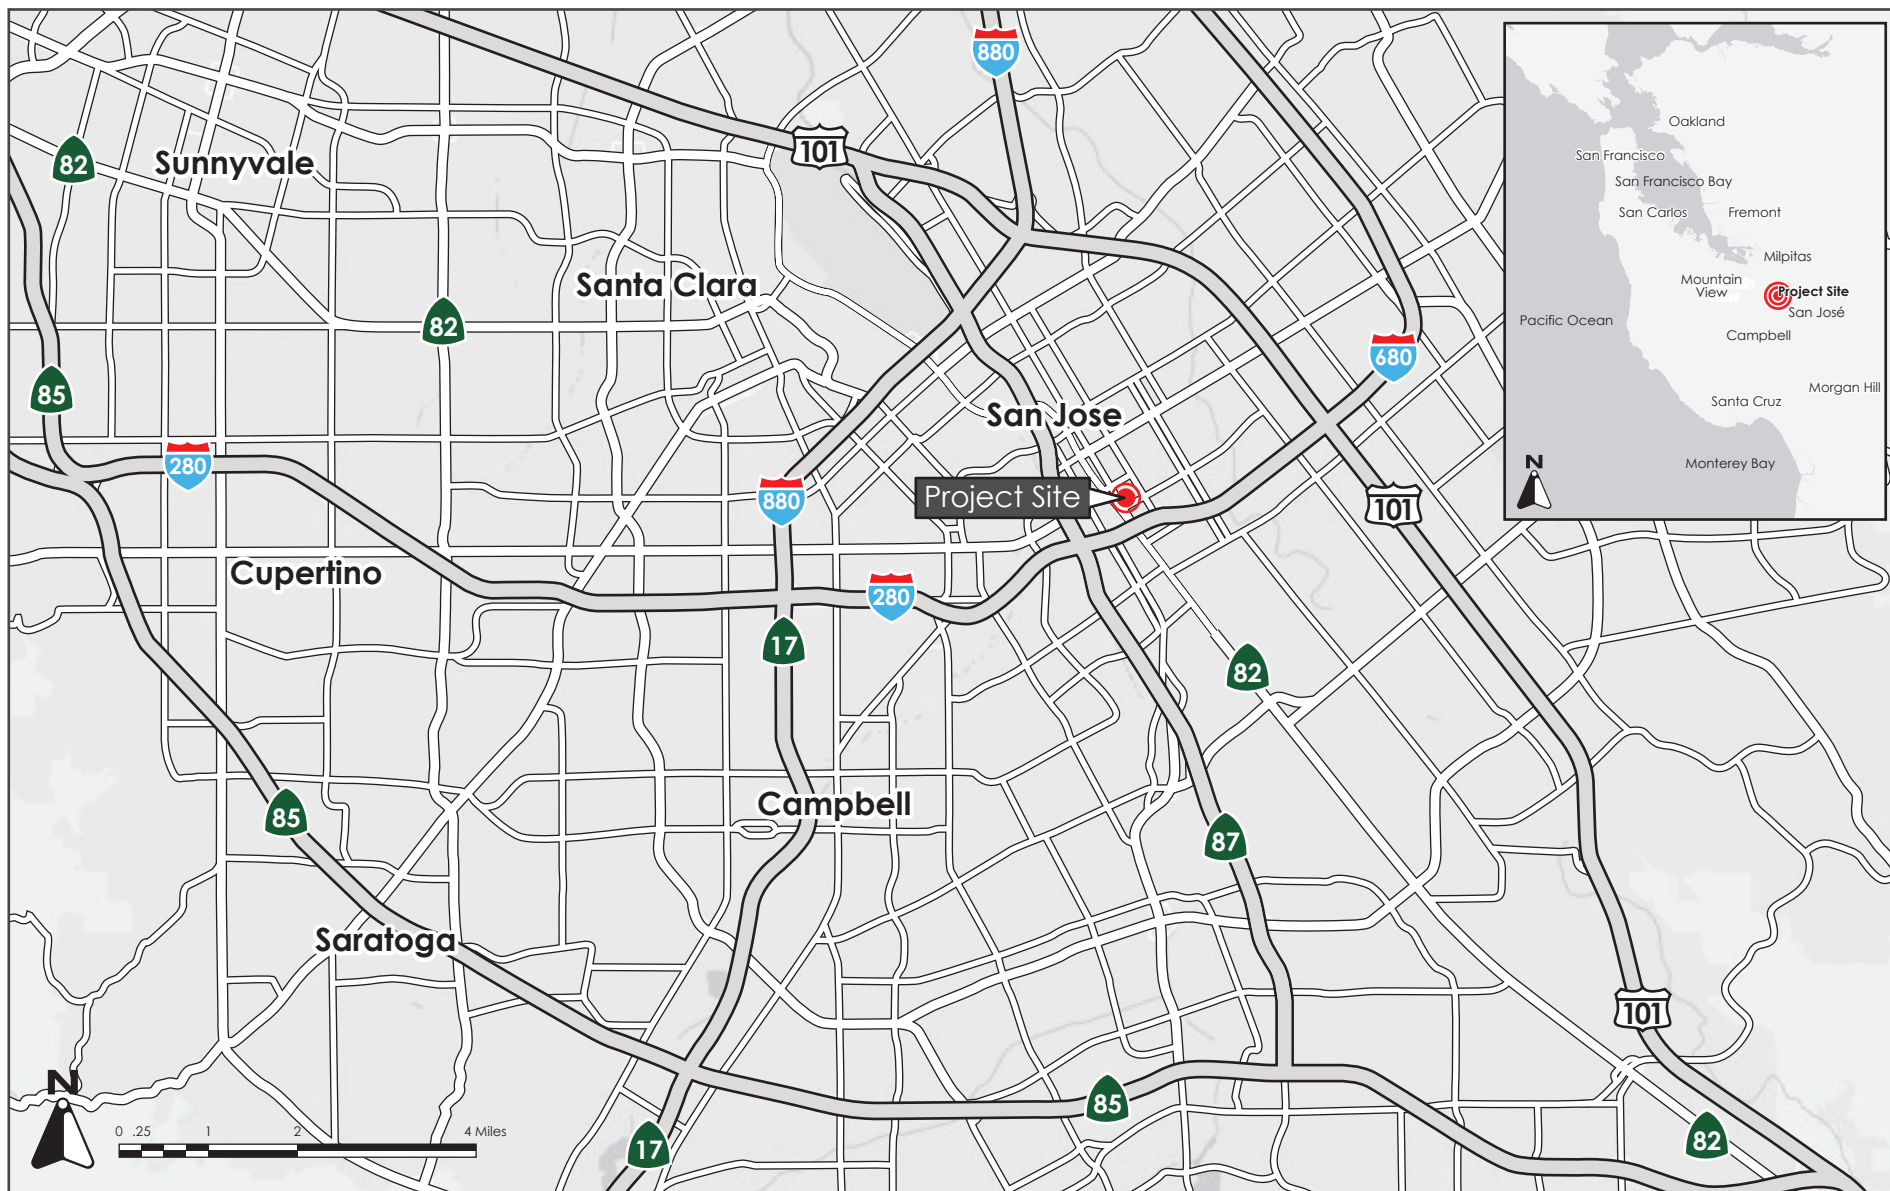 880
101
82
Sunnyvale
Santa Clara
82
680
85
San Jose
280
880
Project Site
101
Cupertino
280
17
82
Campbell
85
87
Saratoga
101
85
17
82
N
0 .25 1 2 4 Miles
Oakland
San Francisco
San Francisco Bay
San Carlos
Fremont
Milpitas
Mountain
View
Project Site
San José
Pacific Ocean
Campbell
Morgan Hill
Santa Cruz
Monterey Bay
N